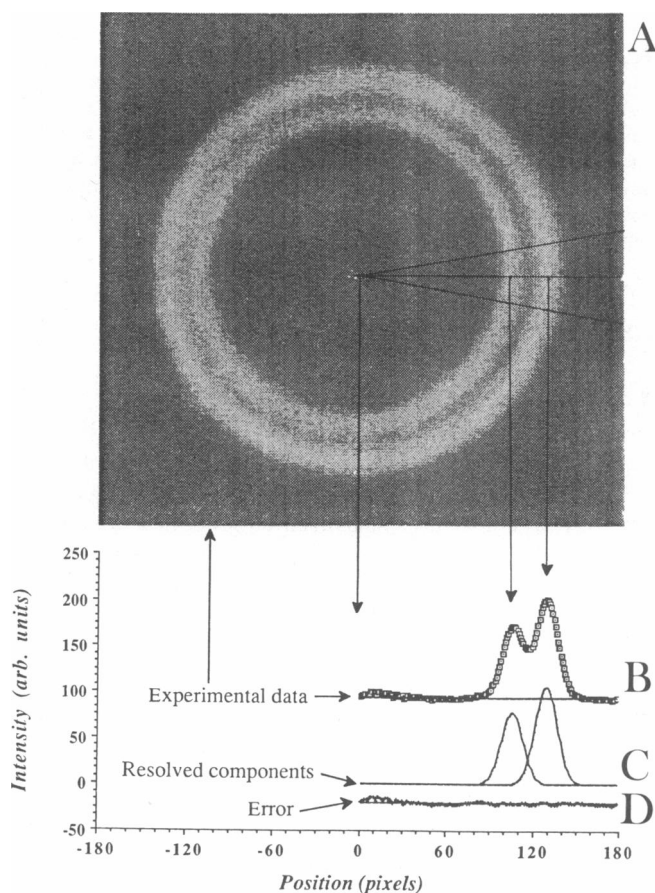 A
250
200
150
100
50
0
-50
Intensity (arb. units)
Experimental data
B
Resolved components
C
Error
D
-180
-120
-60
0
60
120
180
Position (pixels)